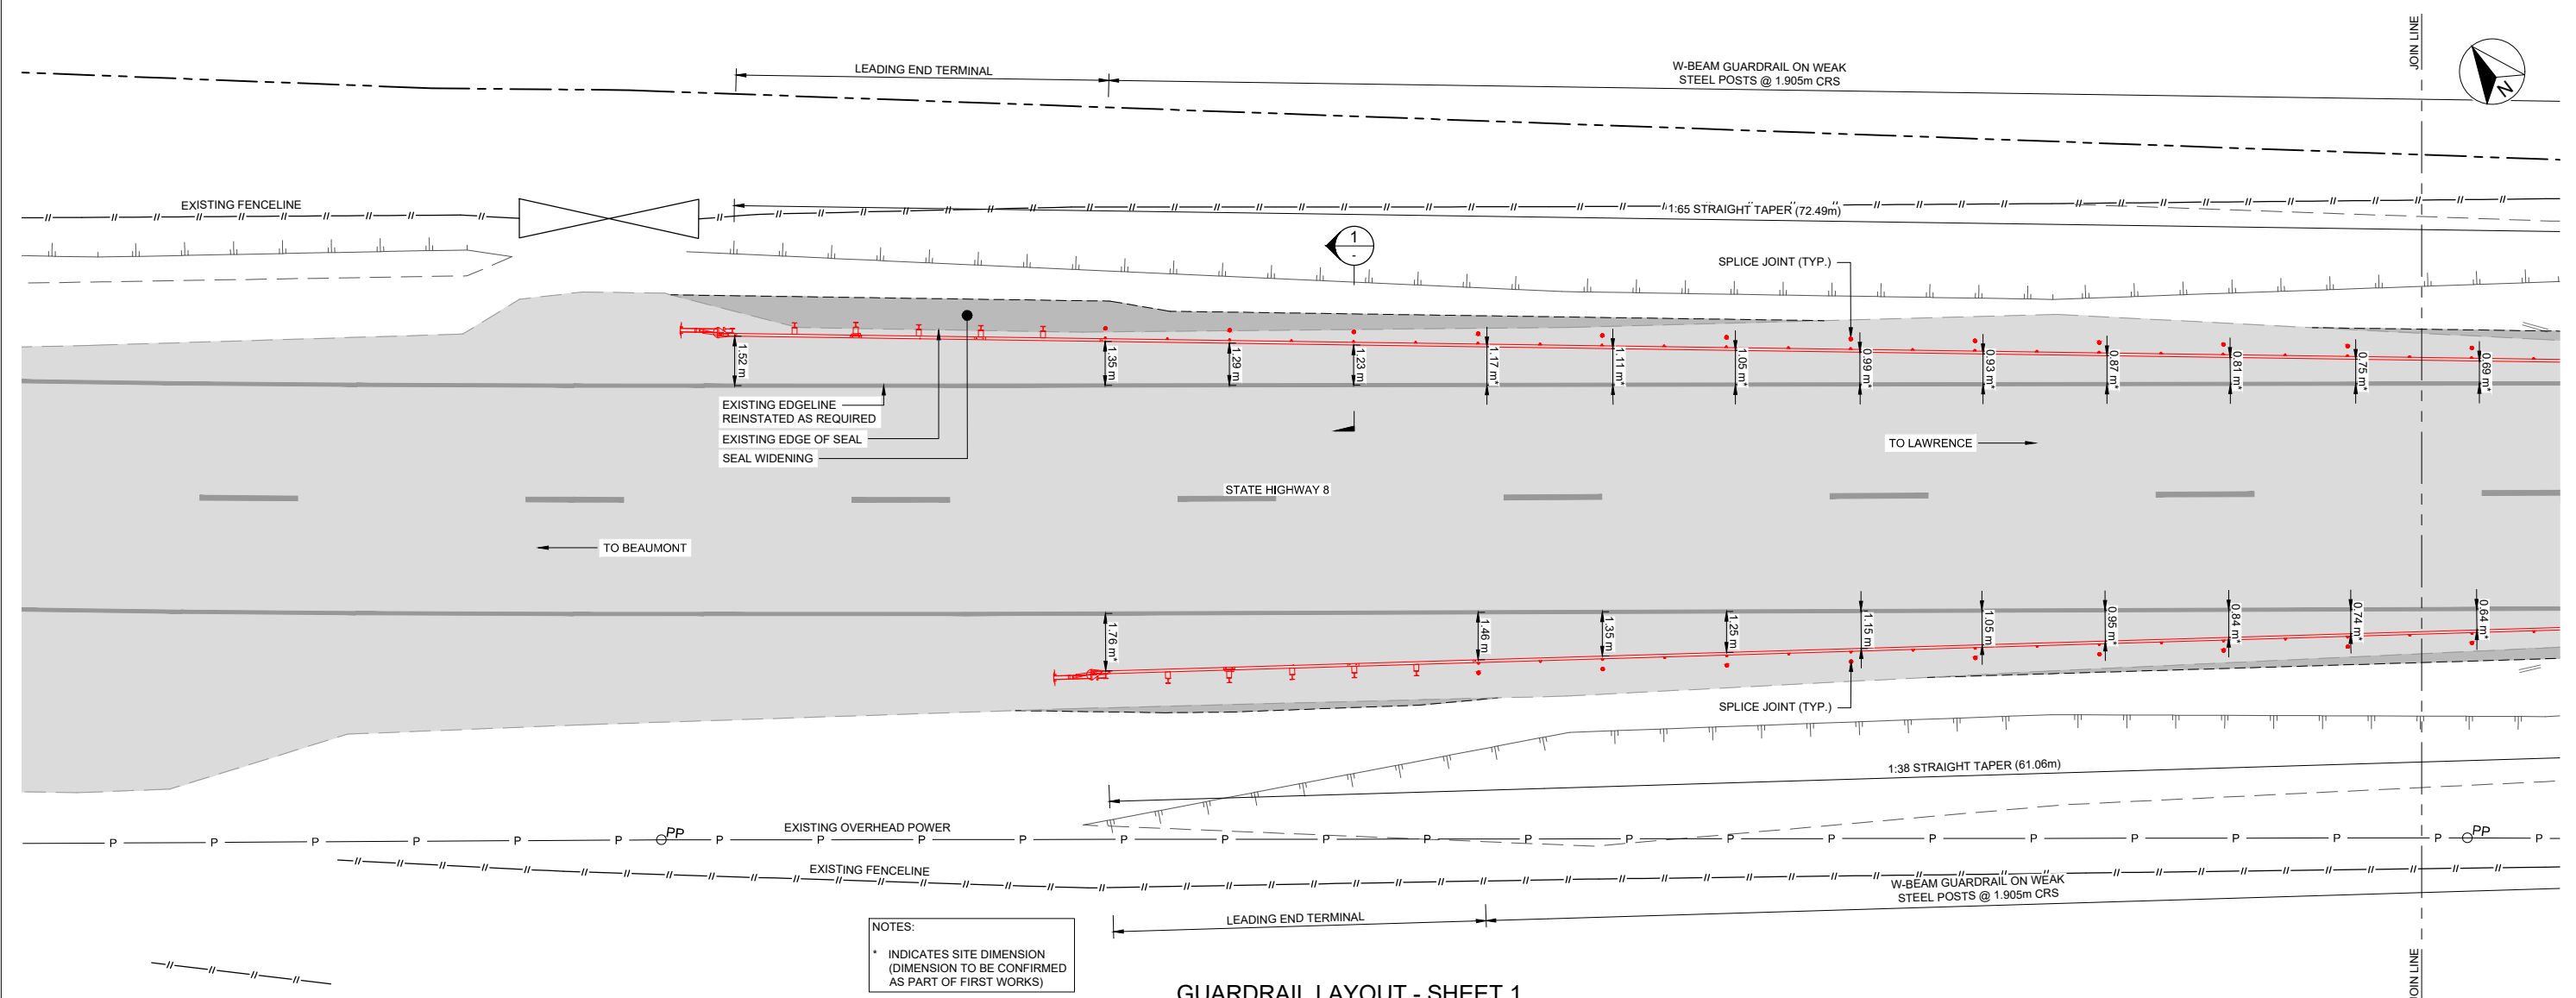 JOIN LINE
LEADING END TERMINAL
W-BEAM GUARDRAIL ON WEAK
STEEL POSTS @ 1.905m CRS
N
EXISTING FENCELINE
1:65 STRAIGHT TAPER (72.49m)
1
-
SPLICE JOINT (TYP.)
1.52 m
1.35 m
1.29 m
1.23 m
1.17 m*
1.11 m*
1.05 m*
0.99 m*
0.93 m*
0.87 m*
0.81 m*
0.75 m*
0.69 m*
EXISTING EDGELINE
REINSTATED AS REQUIRED
EXISTING EDGE OF SEAL
SEAL WIDENING
TO LAWRENCE
STATE HIGHWAY 8
TO BEAUMONT
1.76 m*
1.46 m
1.35 m
1.25 m
1.15 m
1.05 m
0.95 m*
0.84 m*
0.74 m*
0.64 m*
SPLICE JOINT (TYP.)
1:38 STRAIGHT TAPER (61.06m)
EXISTING OVERHEAD POWER
P P P P P P PP P P P P P P P P P P P P P P P P P P PP P
EXISTING FENCELINE
W-BEAM GUARDRAIL ON WEAK
STEEL POSTS @ 1.905m CRS
LEADING END TERMINAL
NOTES:
* INDICATES SITE DIMENSION
(DIMENSION TO BE CONFIRMED
AS PART OF FIRST WORKS)
JOIN LINE
GUARDRAIL LAYOUT - SHEET 1